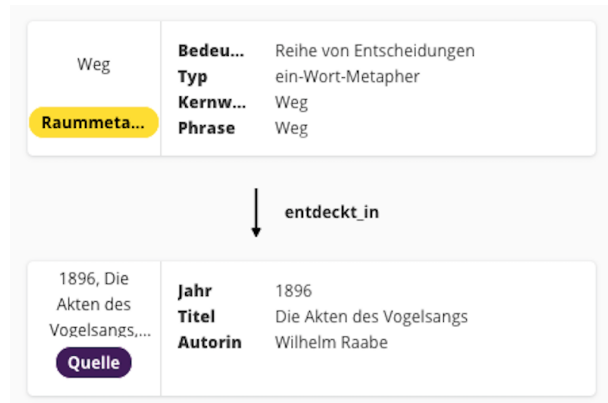 Weg
Raummeta...
Bedeu... Reihe von Entscheidungen
Typ ein-Wort-Metapher
Kernw... Weg
Phrase Weg
entdeckt_in
1896, Die
Akten des
Vogelsangs,...
Quelle
Jahr 1896
Titel Die Akten des Vogelsangs
Autorin Wilhelm Raabe